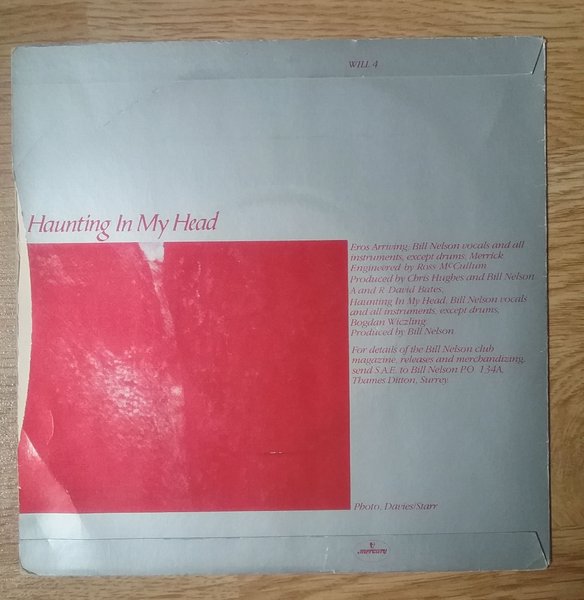 WILL 4
Haunting In My Head
Eros Arriving. Bill Nelson vocals and all
instruments, except drums, Merrick
Engineered by Ross McCullum
Produced by Chris Hughes and Bill Nelson
A and R David Bates.
Haunting In My Head. Bill Nelson vocals
and all instruments, except drums,
Bogdan Wiczling.
Produced by Bill Nelson
For details of the Bill Nelson club
magazine, releases and merchandizing,
send S.A.E. to Bill Nelson P.O. 134A,
Thames Ditton, Surrey.
Photo, Davies/Starr
mercury